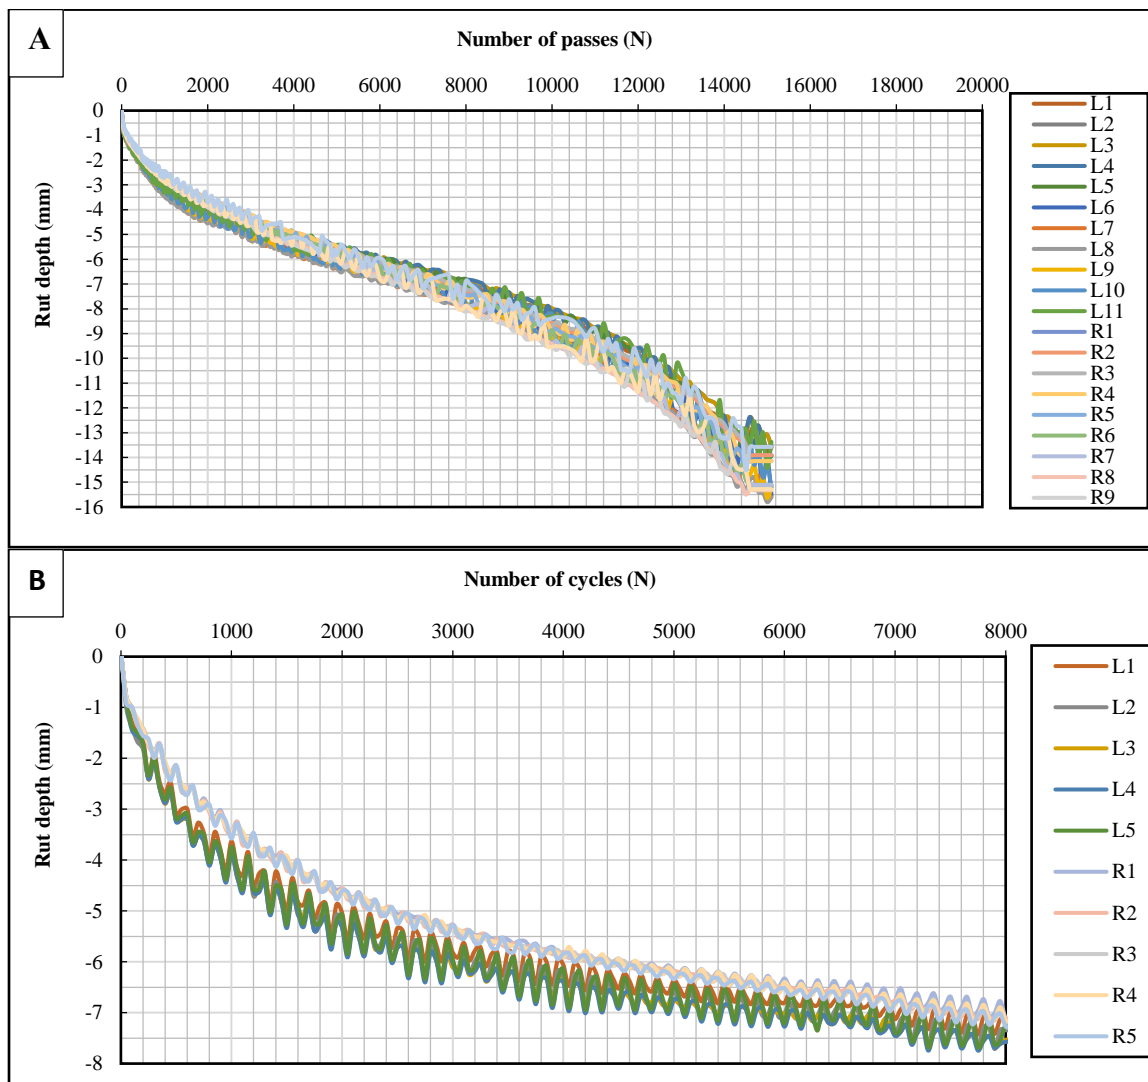 A
Number of passes (N)
0 2000 4000 6000 8000 10000 12000 14000 16000 18000 20000
Rut depth (mm)
0
-1
-2
-3
-4
-5
-6
-7
-8
-9
-10
-11
-12
-13
-14
-15
-16
L1
L2
L3
L4
L5
L6
L7
L8
L9
L10
L11
R1
R2
R3
R4
R5
R6
R7
R8
R9
B
Number of cycles (N)
0 1000 2000 3000 4000 5000 6000 7000 8000
Rut depth (mm)
0
-1
-2
-3
-4
-5
-6
-7
-8
L1
L2
L3
L4
L5
R1
R2
R3
R4
R5